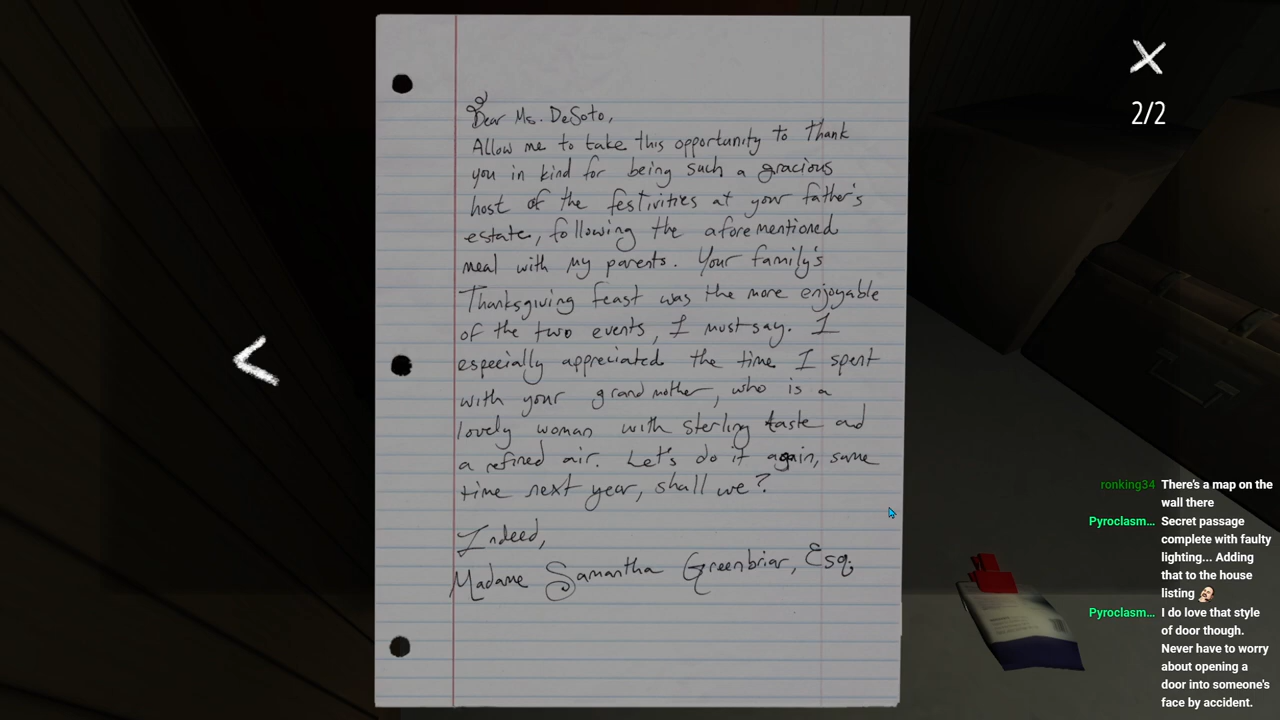 2/2
Dear Ms. DeSoto,
Allow me to take this opportunity to thank
you in kind for being such a gracious
host of the festivities at your father's
estate, following the aforementioned
meal with my parents. Your family's
Thanksgiving feast was the more enjoyable
of the two events, I must say. I
especially appreciated the time I spent
with your grandmother, who is a
lovely woman with sterling taste and
a refined air. Let's do it again, same
time next year, shall we?
Indeed,
Madame Samantha Greenbriar, Esq.
ronking34 There's a map on the
wall there
Pyroclasm... Secret passage
complete with faulty
lighting... Adding
that to the house
listing
Pyroclasm... I do love that style
of door though.
Never have to worry
about opening a
door into someone's
face by accident.